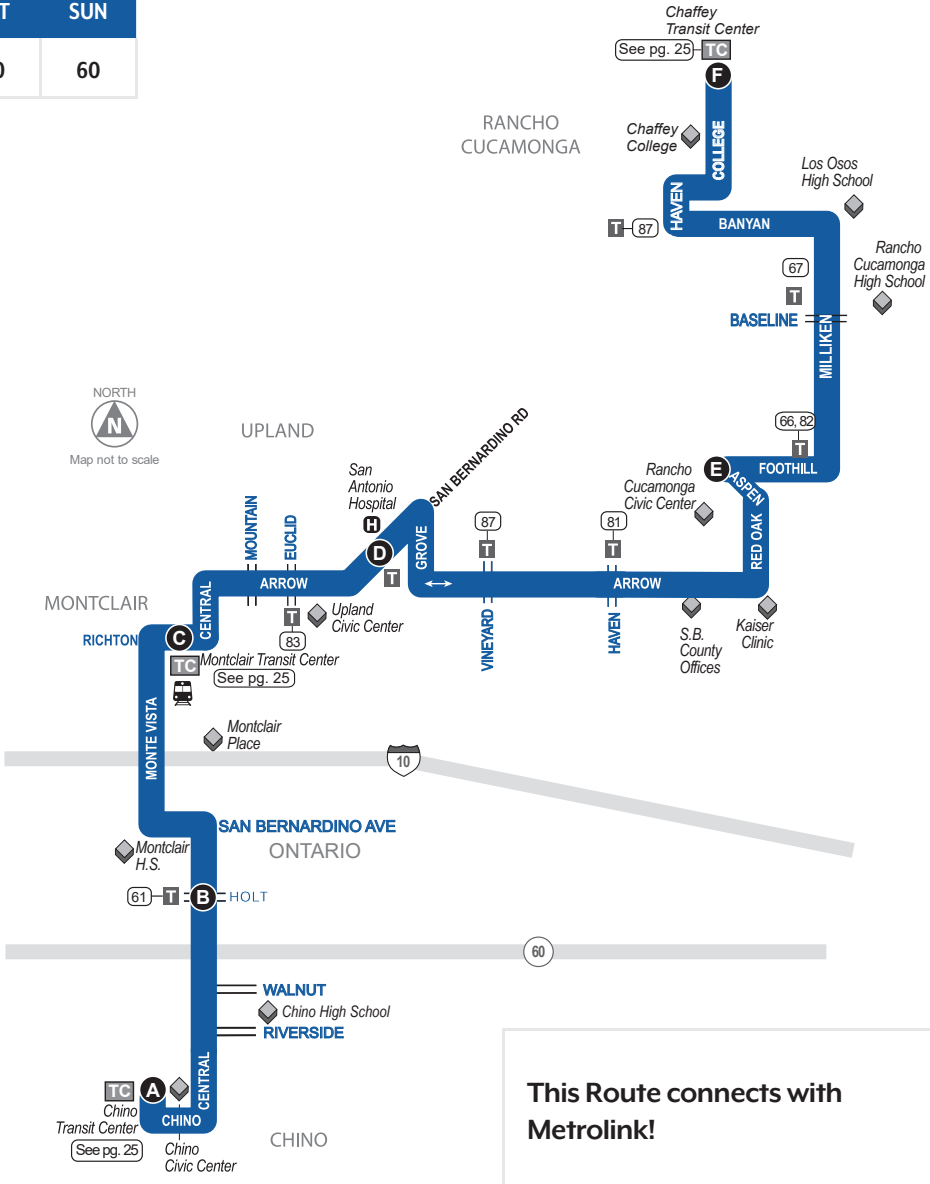 T
SUN
0
60
Chaffey
Transit Center
See pg. 25
TC
F
RANCHO
CUCAMONGA
Chaffey
College
COLLEGE
Los Osos
High School
HAVEN
BANYAN
T
87
67
T
Rancho
Cucamonga
High School
BASELINE
MILLIKEN
NORTH
N
Map not to scale
UPLAND
66, 82
T
San
Antonio
Hospital
H
SAN BERNARDINO RD
Rancho
Cucamonga
Civic Center
E
ASPEN
FOOTHILL
MOUNTAIN
EUCLID
D
T
GROVE
87
T
81
T
RED OAK
ARROW
ARROW
MONTCLAIR
CENTRAL
T
83
Upland
Civic Center
VINEYARD
HAVEN
S.B.
County
Offices
Kaiser
Clinic
RICHTON
C
TC
Montclair Transit Center
See pg. 25
MONTE VISTA
Montclair
Place
10
SAN BERNARDINO AVE
ONTARIO
Montclair
H.S.
61
T
B
HOLT
60
WALNUT
Chino High School
RIVERSIDE
CENTRAL
TC
A
Chino
Transit Center
See pg. 25
CHINO
Chino
Civic Center
CHINO
This Route connects with
Metrolink!